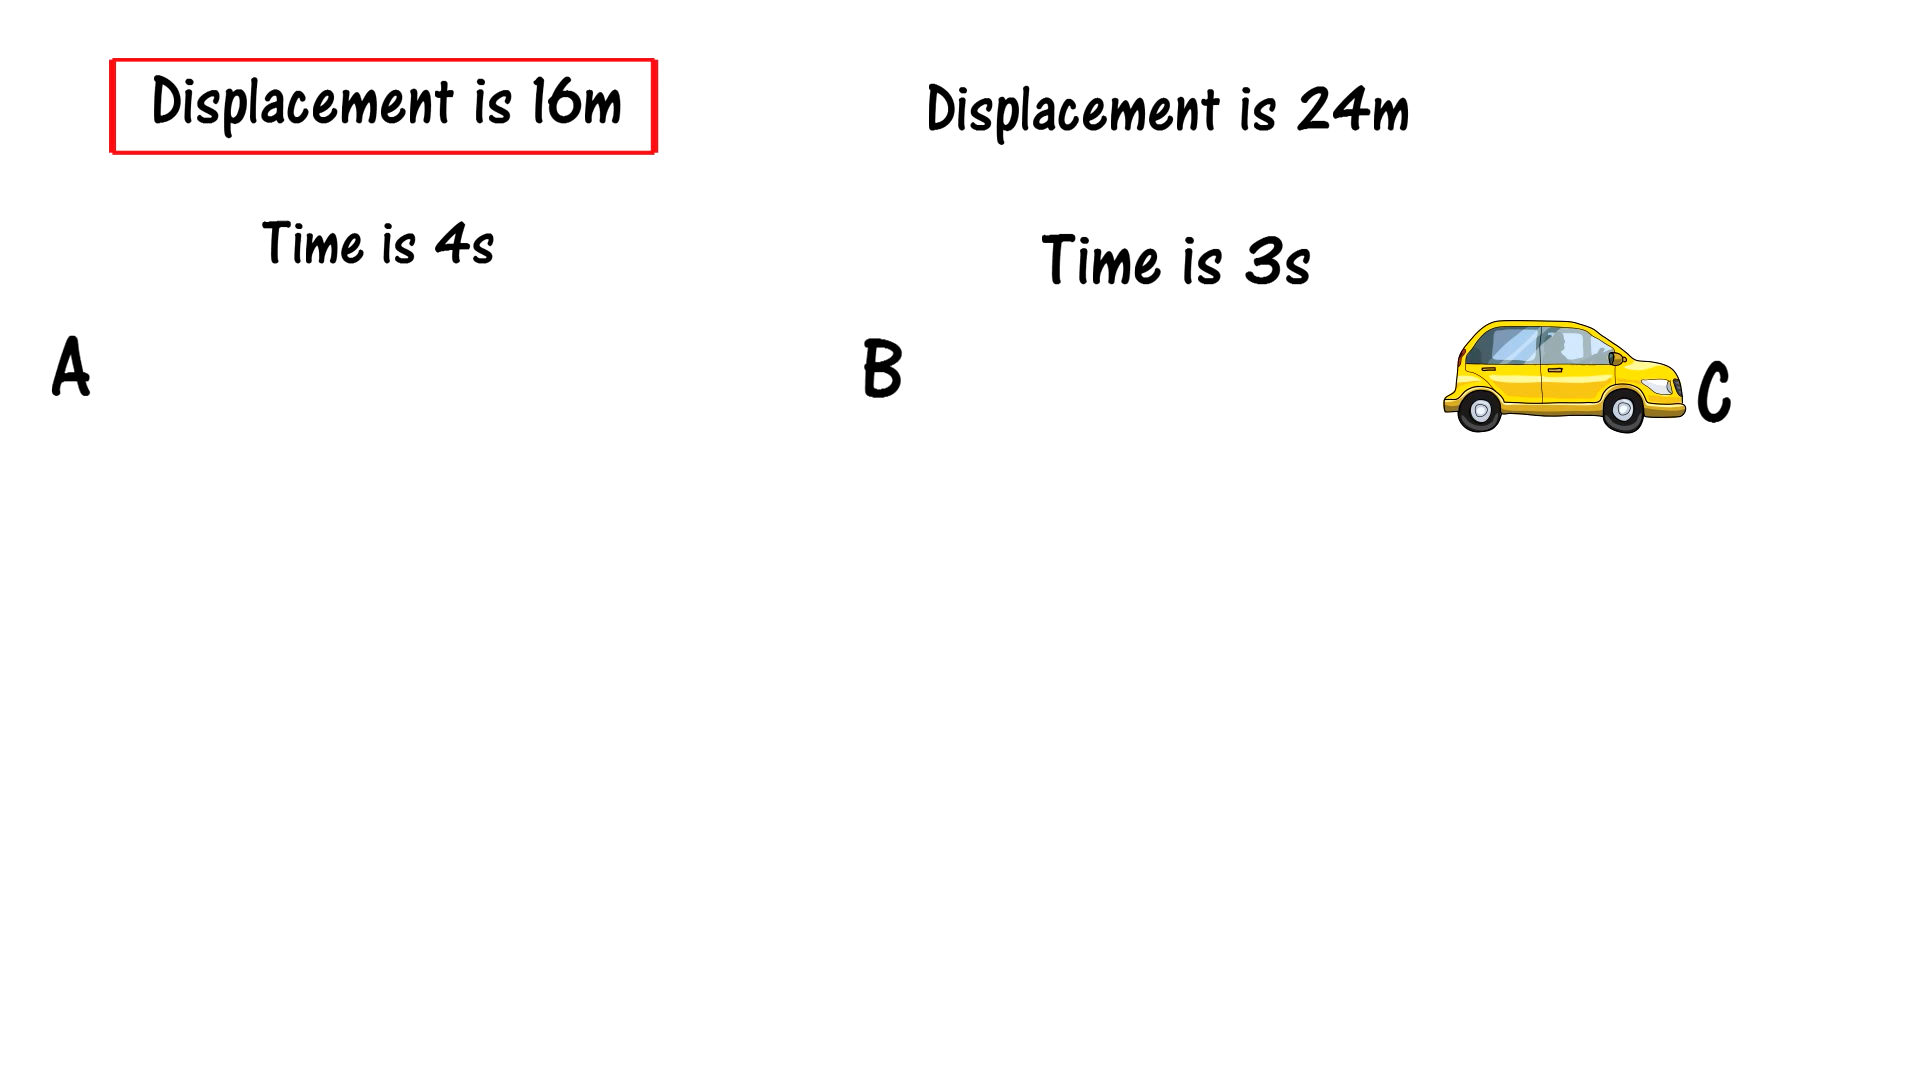 Displacement is 16m
Displacement is 24m
Time is 4s
Time is 3s
A
B
C